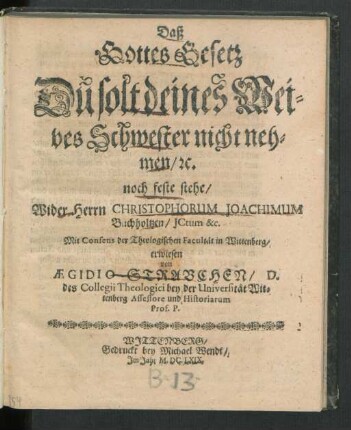 Daß
Gottes Gesetz
Du solt deines Wei-
bes Schwester nicht neh-
men/ ꝛc.
noch feste stehe/
Wider Herrn CHRISTOPHORUM JOACHIMUM
Buchholtzen/ JCtum &c.
Mit Consens der Theologischen Facultät in Wittenberg/
erwiesen
von
ÆGIDIO STRAVCHEN/ D.
des Collegii Theologici bey der Universität Wit-
tenberg Assessore und Historiarum
Prof. P.
WITTENBERG/
Gedruckt bey Michael Wendt/
Im Jahr M. DC LXIX.
B-13